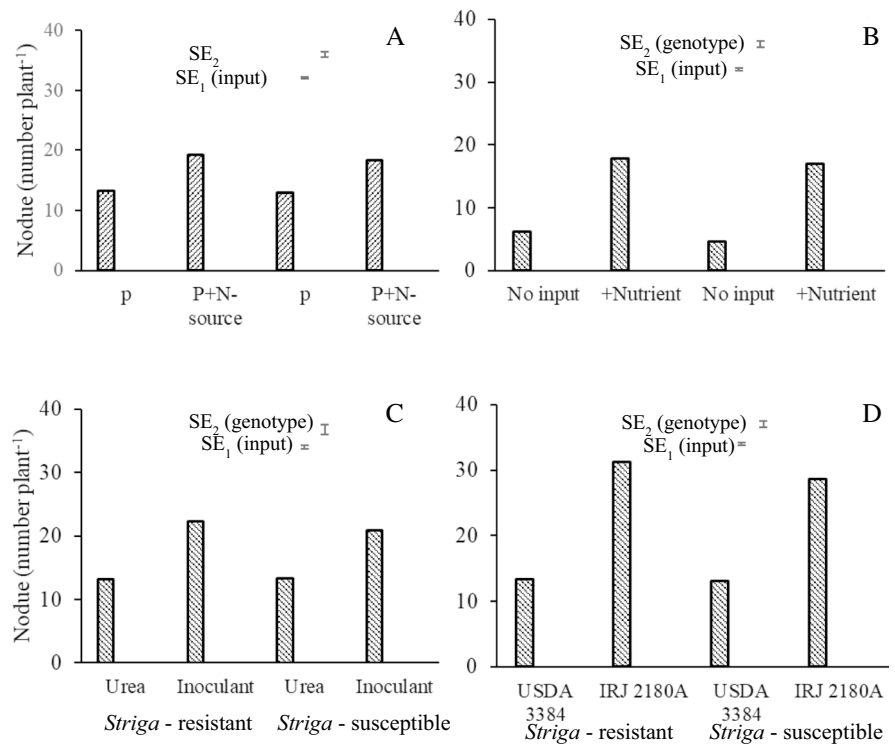 A
Nodue (number plant-1)
40
30
20
10
0
SE2
SE1 (input)
p
P+N-
source
p
P+N-
source
B
40
30
20
10
0
SE2 (genotype)
SE1 (input)
No input
+Nutrient
No input
+Nutrient
C
Nodue (number plant-1)
40
30
20
10
0
SE2 (genotype)
SE1 (input)
Urea
Inoculant
Urea
Inoculant
Striga - resistant
Striga - susceptible
D
40
30
20
10
0
SE2 (genotype)
SE1 (input)
USDA
3384
IRJ 2180A
USDA
3384
IRJ 2180A
Striga - resistant
Striga - susceptible